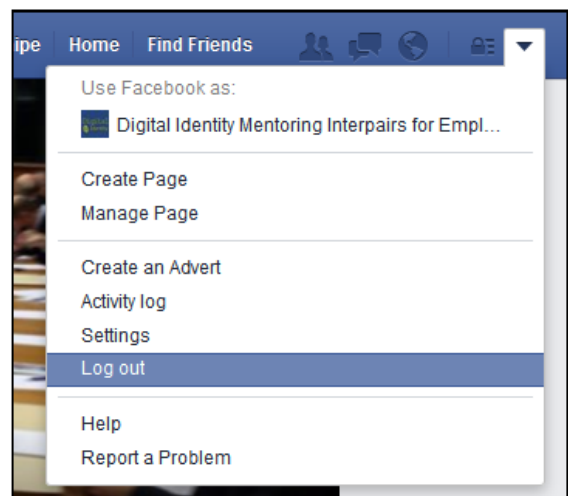 ipe Home Find Friends
Use Facebook as:
Digital Identity Mentoring Interpairs for Empl...
Create Page
Manage Page
Create an Advert
Activity log
Settings
Log out
Help
Report a Problem